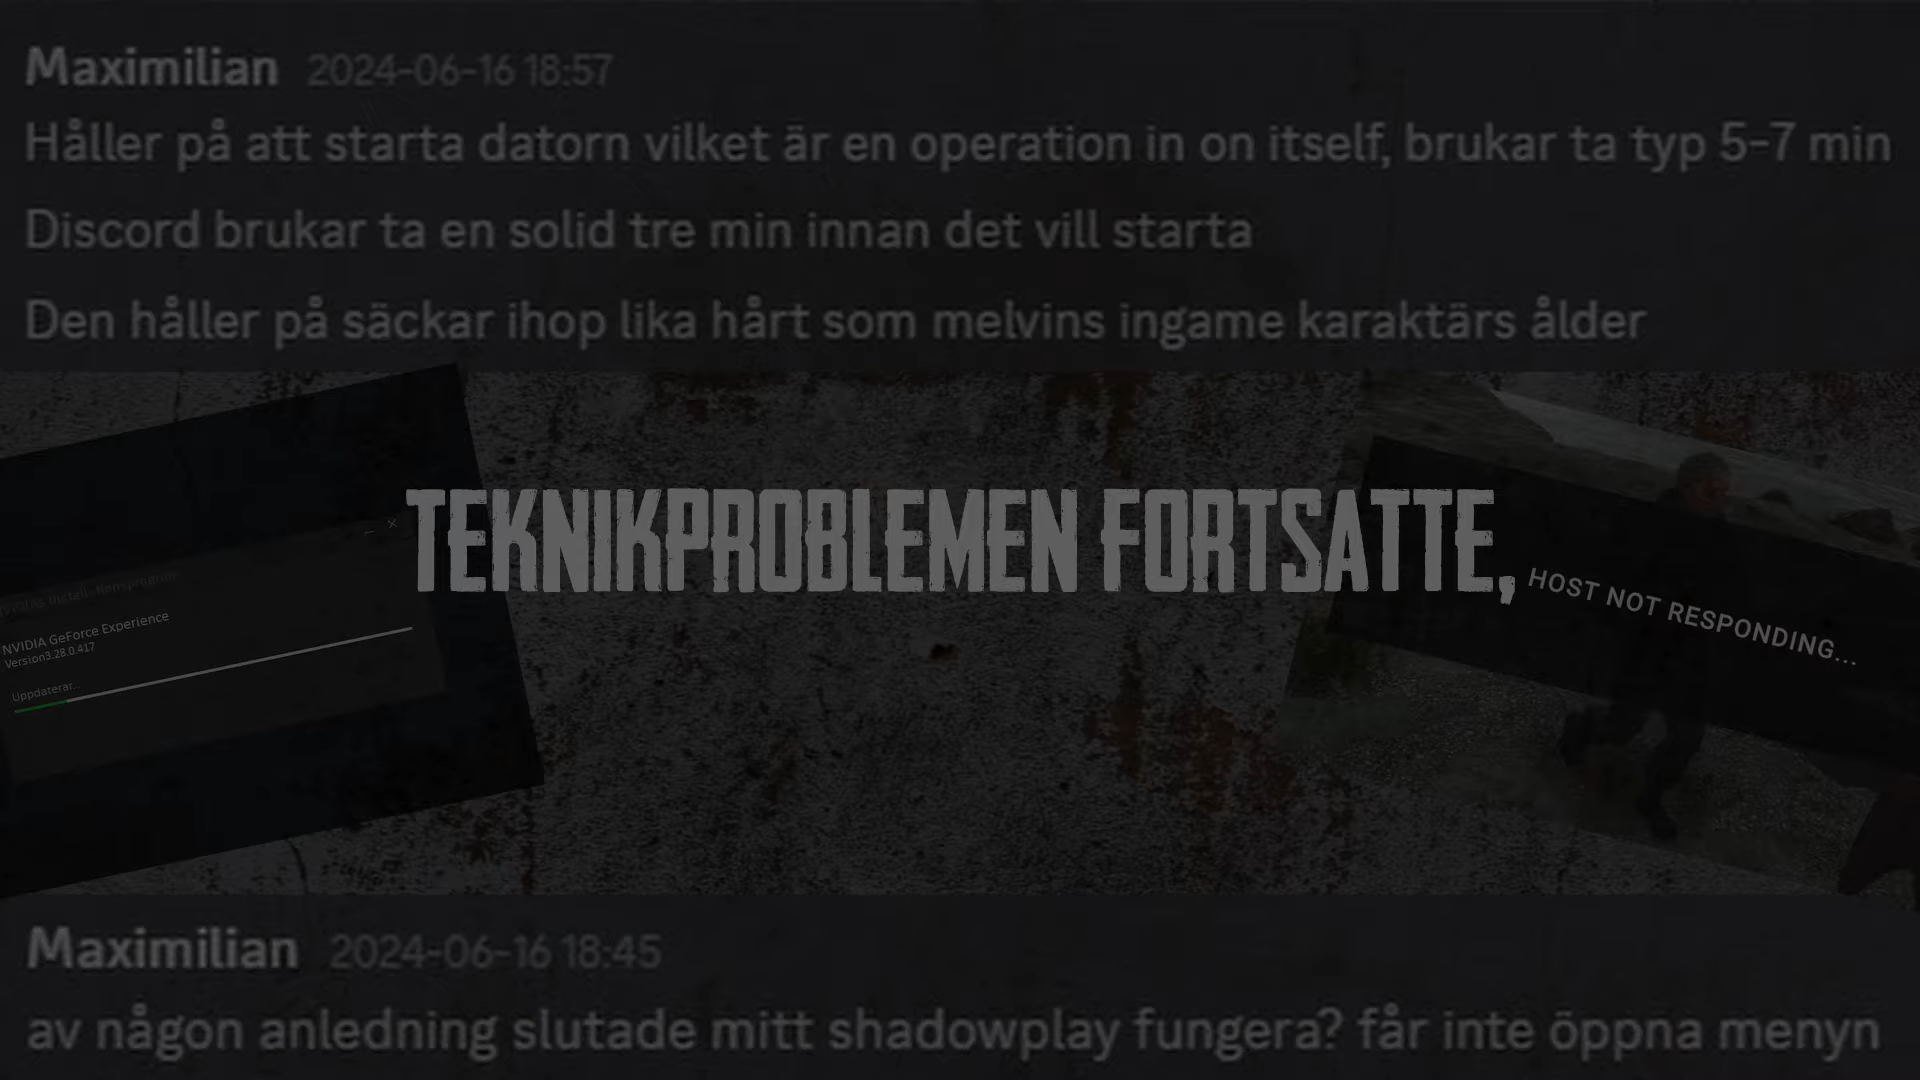 Maximilian 2024-06-16 18:57
Håller på att starta datorn vilket är en operation in on itself, brukar ta typ 5-7 min
Discord brukar ta en solid tre min innan det vill starta
Den håller på säckar ihop lika hårt som melvins ingame karaktärs ålder
TEKNIKPROBLEMEN FORTSATTE,
HOST NOT RESPONDING...
NVIDIA GeForce Experience
Version3.28.0.417
Uppdaterar...
Maximilian 2024-06-16 18:45
av någon anledning slutade mitt shadowplay fungera? får inte öppna menyn